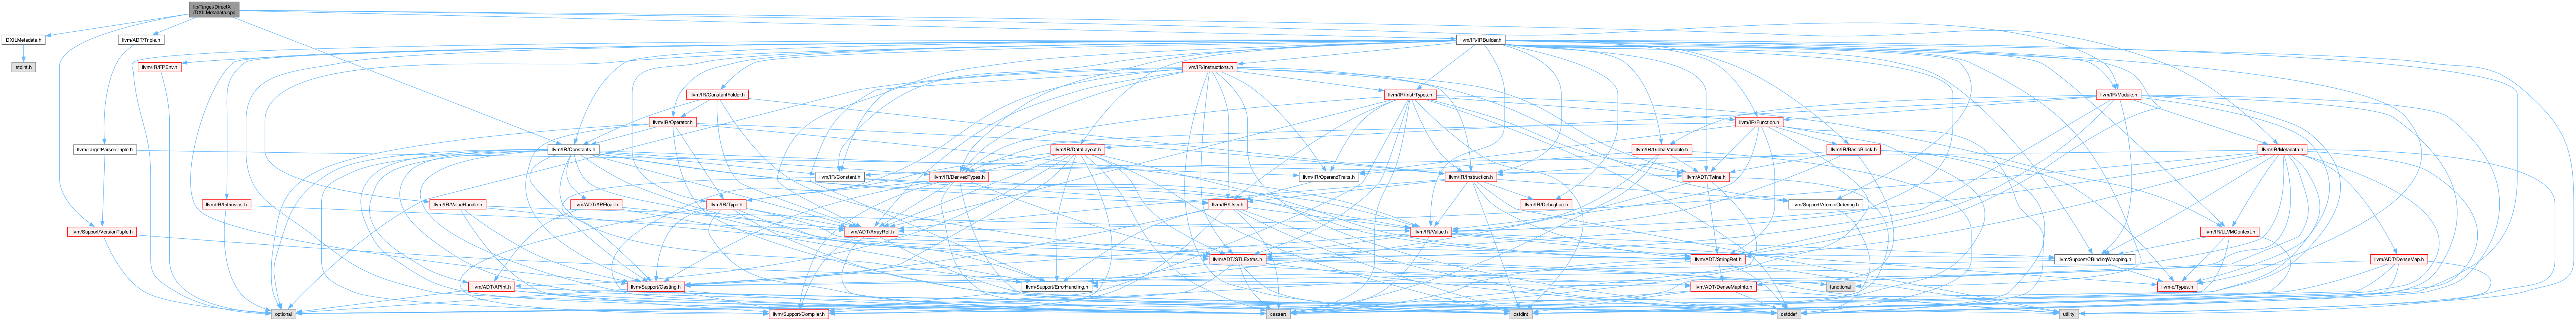 lib/Target/DirectX
/DXILMetadata.cpp
DXILMetadata.h
llvm/ADT/Triple.h
llvm/IR/IRBuilder.h
stdint.h
llvm/IR/FPEnv.h
llvm/IR/Instructions.h
llvm/IR/ConstantFolder.h
llvm/IR/InstrTypes.h
llvm/IR/Module.h
llvm/IR/Operator.h
llvm/IR/Function.h
llvm/TargetParser/Triple.h
llvm/IR/Constants.h
llvm/IR/DataLayout.h
llvm/IR/GlobalVariable.h
llvm/IR/BasicBlock.h
llvm/IR/Metadata.h
llvm/IR/Constant.h
llvm/IR/DerivedTypes.h
llvm/IR/OperandTraits.h
llvm/IR/Instruction.h
llvm/ADT/Twine.h
llvm/IR/Intrinsics.h
llvm/IR/ValueHandle.h
llvm/ADT/APFloat.h
llvm/IR/Type.h
llvm/IR/User.h
llvm/IR/DebugLoc.h
llvm/Support/AtomicOrdering.h
llvm/Support/VersionTuple.h
llvm/ADT/ArrayRef.h
llvm/IR/Value.h
llvm/IR/LLVMContext.h
llvm/ADT/STLExtras.h
llvm/ADT/StringRef.h
llvm/Support/CBindingWrapping.h
llvm/ADT/DenseMap.h
llvm/ADT/APInt.h
llvm/Support/Casting.h
llvm/Support/ErrorHandling.h
llvm/ADT/DenseMapInfo.h
functional
llvm-c/Types.h
optional
llvm/Support/Compiler.h
cassert
cstdint
cstddef
utility